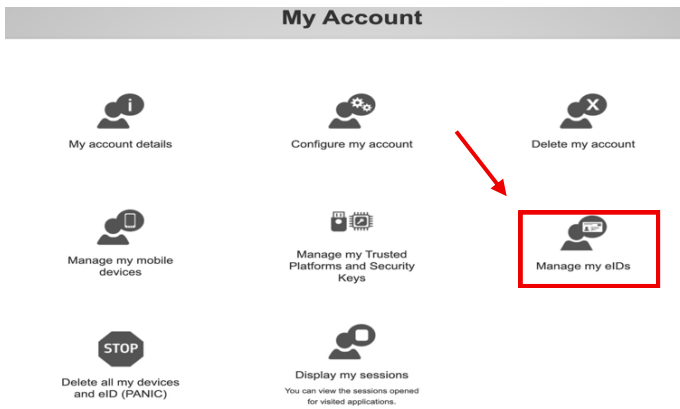 My Account
My account details
Configure my account
Delete my account
Manage my mobile
devices
Manage my Trusted
Platforms and Security
Keys
Manage my eIDs
STOP
Delete all my devices
and eID (PANIC)
Display my sessions
You can view the sessions opened
for visited applications.